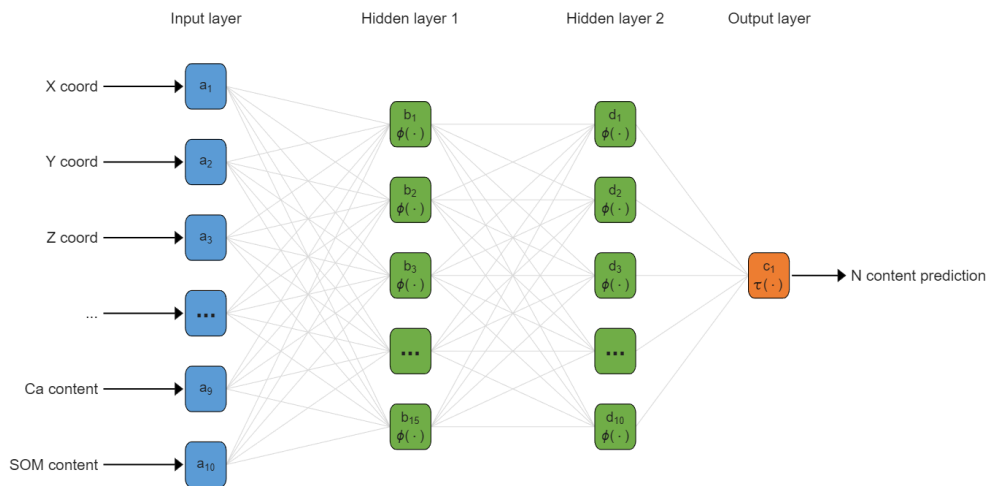 Input layer
Hidden layer 1
Hidden layer 2
Output layer
X coord
a₁
Y coord
a₂
Z coord
a₃
...
...
Ca content
a₉
SOM content
a₁₀
b₁
ϕ(·)
b₂
ϕ(·)
b₃
ϕ(·)
...
b₁₅
ϕ(·)
d₁
ϕ(·)
d₂
ϕ(·)
d₃
ϕ(·)
...
d₁₀
ϕ(·)
c₁
τ(·)
N content prediction